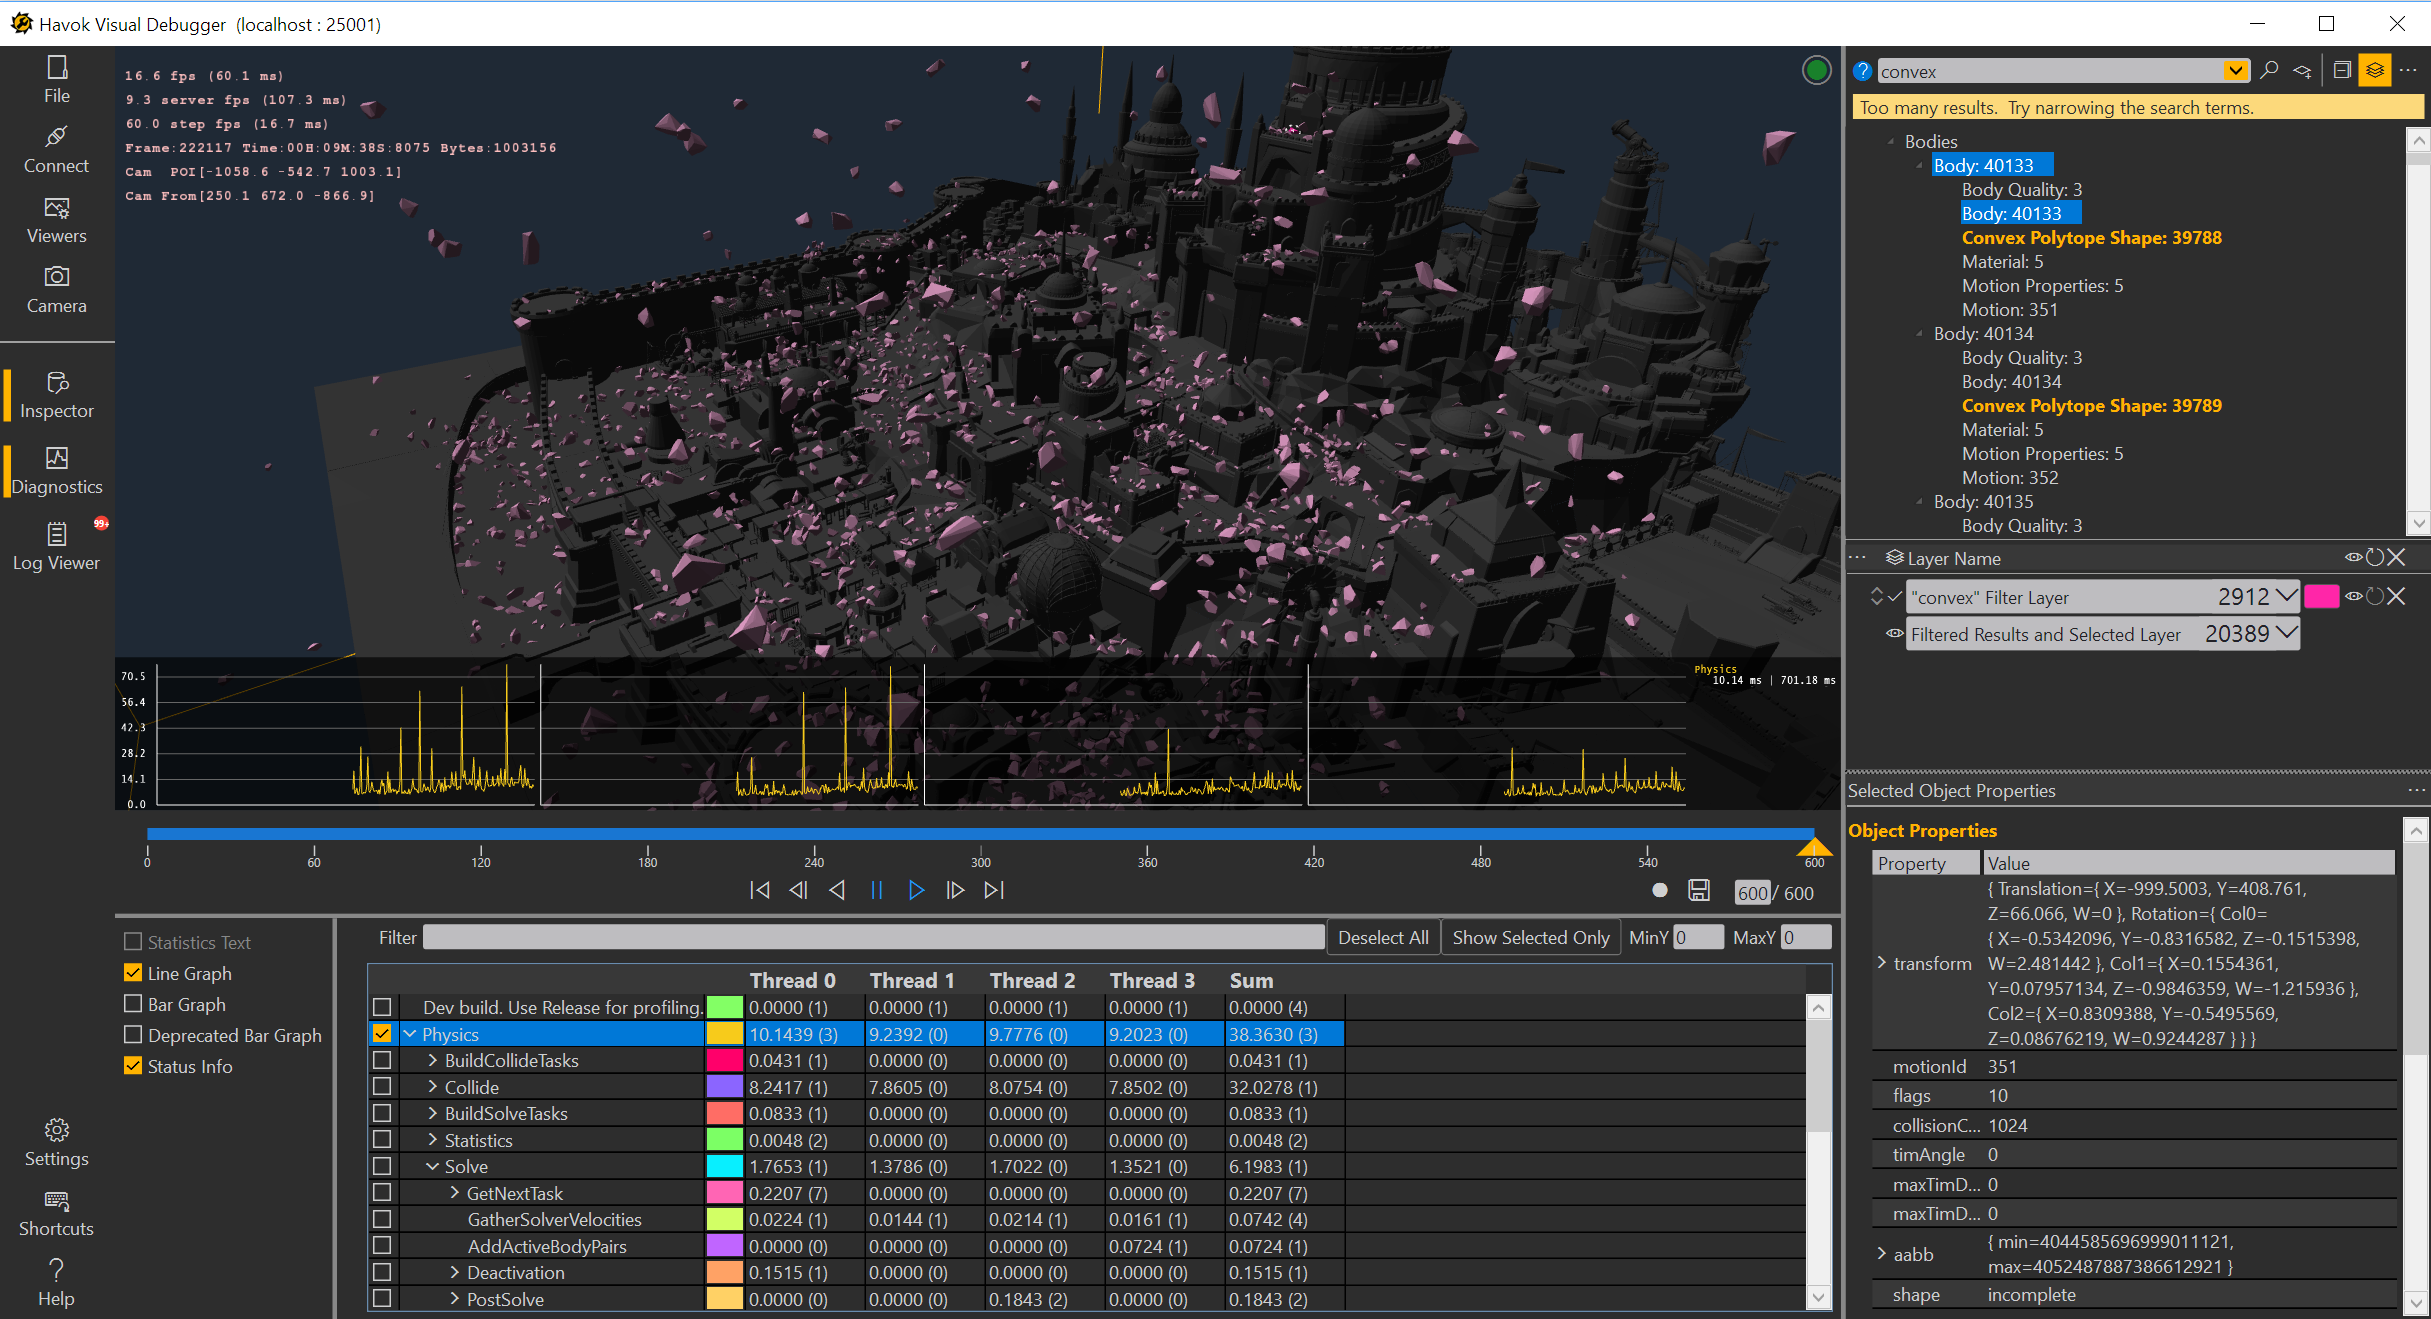 Havok Visual Debugger  (localhost : 25001)
File
Connect
Viewers
Camera
Inspector
Diagnostics
99+
Log Viewer
Settings
Shortcuts
Help
16.6 fps (60.1 ms)
9.3 server fps (107.3 ms)
60.0 step fps (16.7 ms)
Frame:222117 Time:00H:09M:38S:8075 Bytes:1003156
Cam  POI[-1058.6 -542.7 1003.1]
Cam From[250.1 672.0 -866.9]
70.5
56.4
42.3
28.2
14.1
0.0
Physics
10.14 ms | 701.18 ms
0 60 120 180 240 300 360 420 480 540 600
600 / 600
Statistics Text
Line Graph
Bar Graph
Deprecated Bar Graph
Status Info
Filter Deselect All Show Selected Only MinY 0 MaxY 0
Thread 0 Thread 1 Thread 2 Thread 3 Sum
Dev build. Use Release for profiling. 0.0000 (1) 0.0000 (1) 0.0000 (1) 0.0000 (1) 0.0000 (4)
Physics 10.1439 (3) 9.2392 (0) 9.7776 (0) 9.2023 (0) 38.3630 (3)
BuildCollideTasks 0.0431 (1) 0.0000 (0) 0.0000 (0) 0.0000 (0) 0.0431 (1)
Collide 8.2417 (1) 7.8605 (0) 8.0754 (0) 7.8502 (0) 32.0278 (1)
BuildSolveTasks 0.0833 (1) 0.0000 (0) 0.0000 (0) 0.0000 (0) 0.0833 (1)
Statistics 0.0048 (2) 0.0000 (0) 0.0000 (0) 0.0000 (0) 0.0048 (2)
Solve 1.7653 (1) 1.3786 (0) 1.7022 (0) 1.3521 (0) 6.1983 (1)
GetNextTask 0.2207 (7) 0.0000 (0) 0.0000 (0) 0.0000 (0) 0.2207 (7)
GatherSolverVelocities 0.0224 (1) 0.0144 (1) 0.0214 (1) 0.0161 (1) 0.0742 (4)
AddActiveBodyPairs 0.0000 (0) 0.0000 (0) 0.0000 (0) 0.0724 (1) 0.0724 (1)
Deactivation 0.1515 (1) 0.0000 (0) 0.0000 (0) 0.0000 (0) 0.1515 (1)
PostSolve 0.0000 (0) 0.0000 (0) 0.1843 (2) 0.0000 (0) 0.1843 (2)
convex
Too many results.  Try narrowing the search terms.
Bodies
Body: 40133
Body Quality: 3
Body: 40133
Convex Polytope Shape: 39788
Material: 5
Motion Properties: 5
Motion: 351
Body: 40134
Body Quality: 3
Body: 40134
Convex Polytope Shape: 39789
Material: 5
Motion Properties: 5
Motion: 352
Body: 40135
Body Quality: 3
Layer Name
"convex" Filter Layer 2912
Filtered Results and Selected Layer 20389
Selected Object Properties
Object Properties
Property Value
transform { Translation={ X=-999.5003, Y=408.761,
Z=66.066, W=0 }, Rotation={ Col0=
{ X=-0.5342096, Y=-0.8316582, Z=-0.1515398,
W=2.481442 }, Col1={ X=0.1554361,
Y=0.07957134, Z=-0.9846359, W=-1.215936 },
Col2={ X=0.8309388, Y=-0.5495569,
Z=0.08676219, W=0.9244287 } } }
motionId 351
flags 10
collisionC... 1024
timAngle 0
maxTimD... 0
maxTimD... 0
aabb { min=4044585696999011121,
max=4052487887386612921 }
shape incomplete